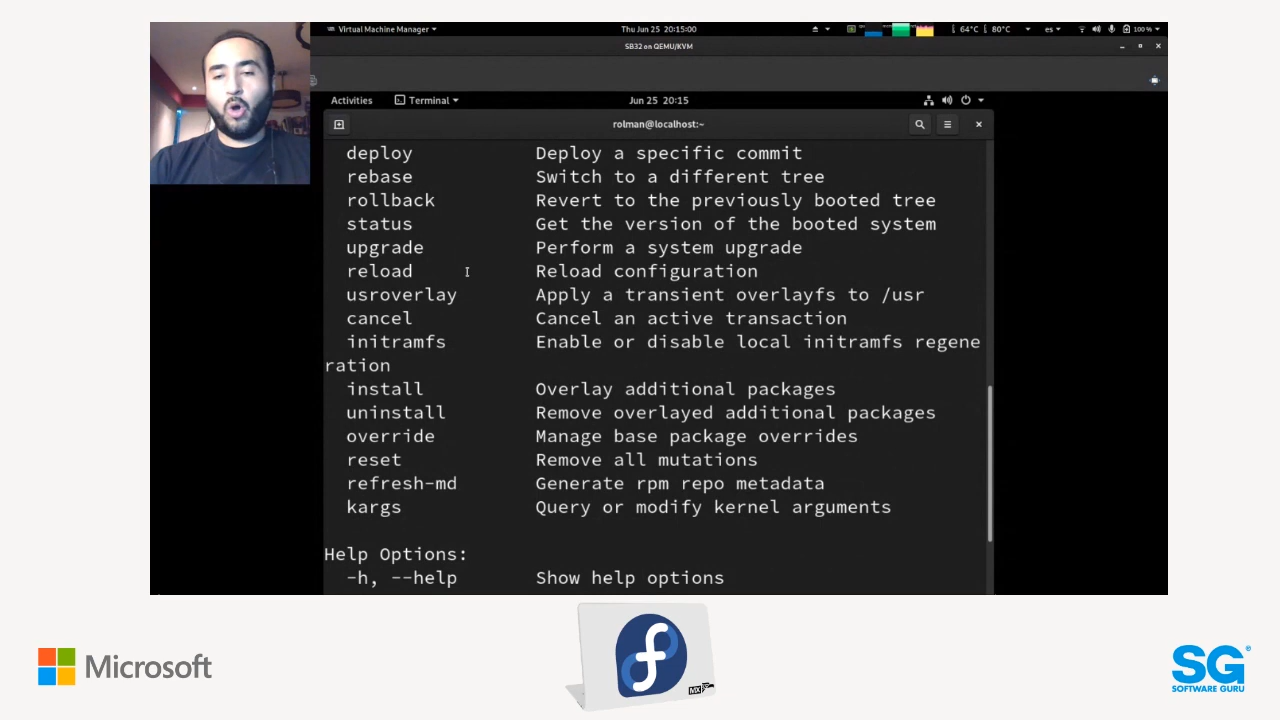 Virtual Machine Manager
Thu Jun 25 20:15:00
64°C
80°C
es
100 %
SB32 on QEMU/KVM
Activities
Terminal
Jun 25 20:15
rolman@localhost:~
deploy Deploy a specific commit
rebase Switch to a different tree
rollback Revert to the previously booted tree
status Get the version of the booted system
upgrade Perform a system upgrade
reload Reload configuration
usroverlay Apply a transient overlayfs to /usr
cancel Cancel an active transaction
initramfs Enable or disable local initramfs regene
ration
install Overlay additional packages
uninstall Remove overlayed additional packages
override Manage base package overrides
reset Remove all mutations
refresh-md Generate rpm repo metadata
kargs Query or modify kernel arguments
Help Options:
-h, --help Show help options
Microsoft
MX
SG
SOFTWARE GURU